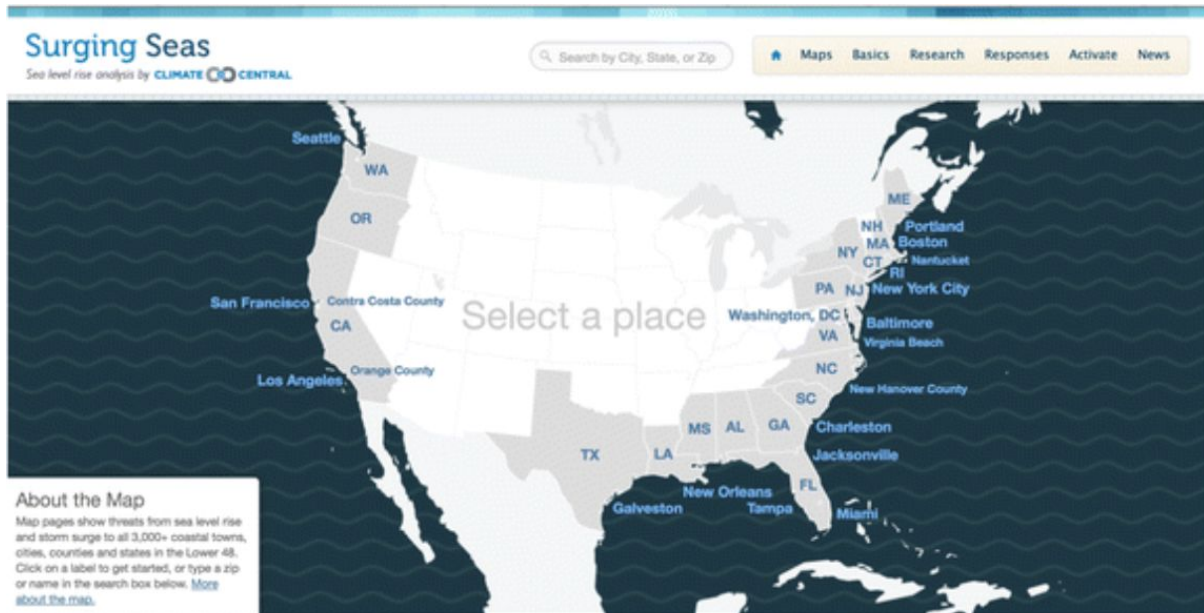 Surging Seas
Sea level rise analysis by CLIMATE CENTRAL
Search by City, State, or Zip
Maps Basics Research Responses Activate News
Seattle
WA
OR
ME
NH Portland
MA Boston
NY
CT Nantucket
RI
PA NJ New York City
San Francisco Contra Costa County
CA
Select a place
Washington, DC
Baltimore
VA
Virginia Beach
Los Angeles Orange County
NC
New Hanover County
SC
MS AL GA Charleston
TX LA Jacksonville
FL
New Orleans
Galveston Tampa Miami
About the Map
Map pages show threats from sea level rise
and storm surge to all 3,000+ coastal towns,
cities, counties and states in the Lower 48.
Click on a label to get started, or type a zip
or name in the search box below. More
about the map.